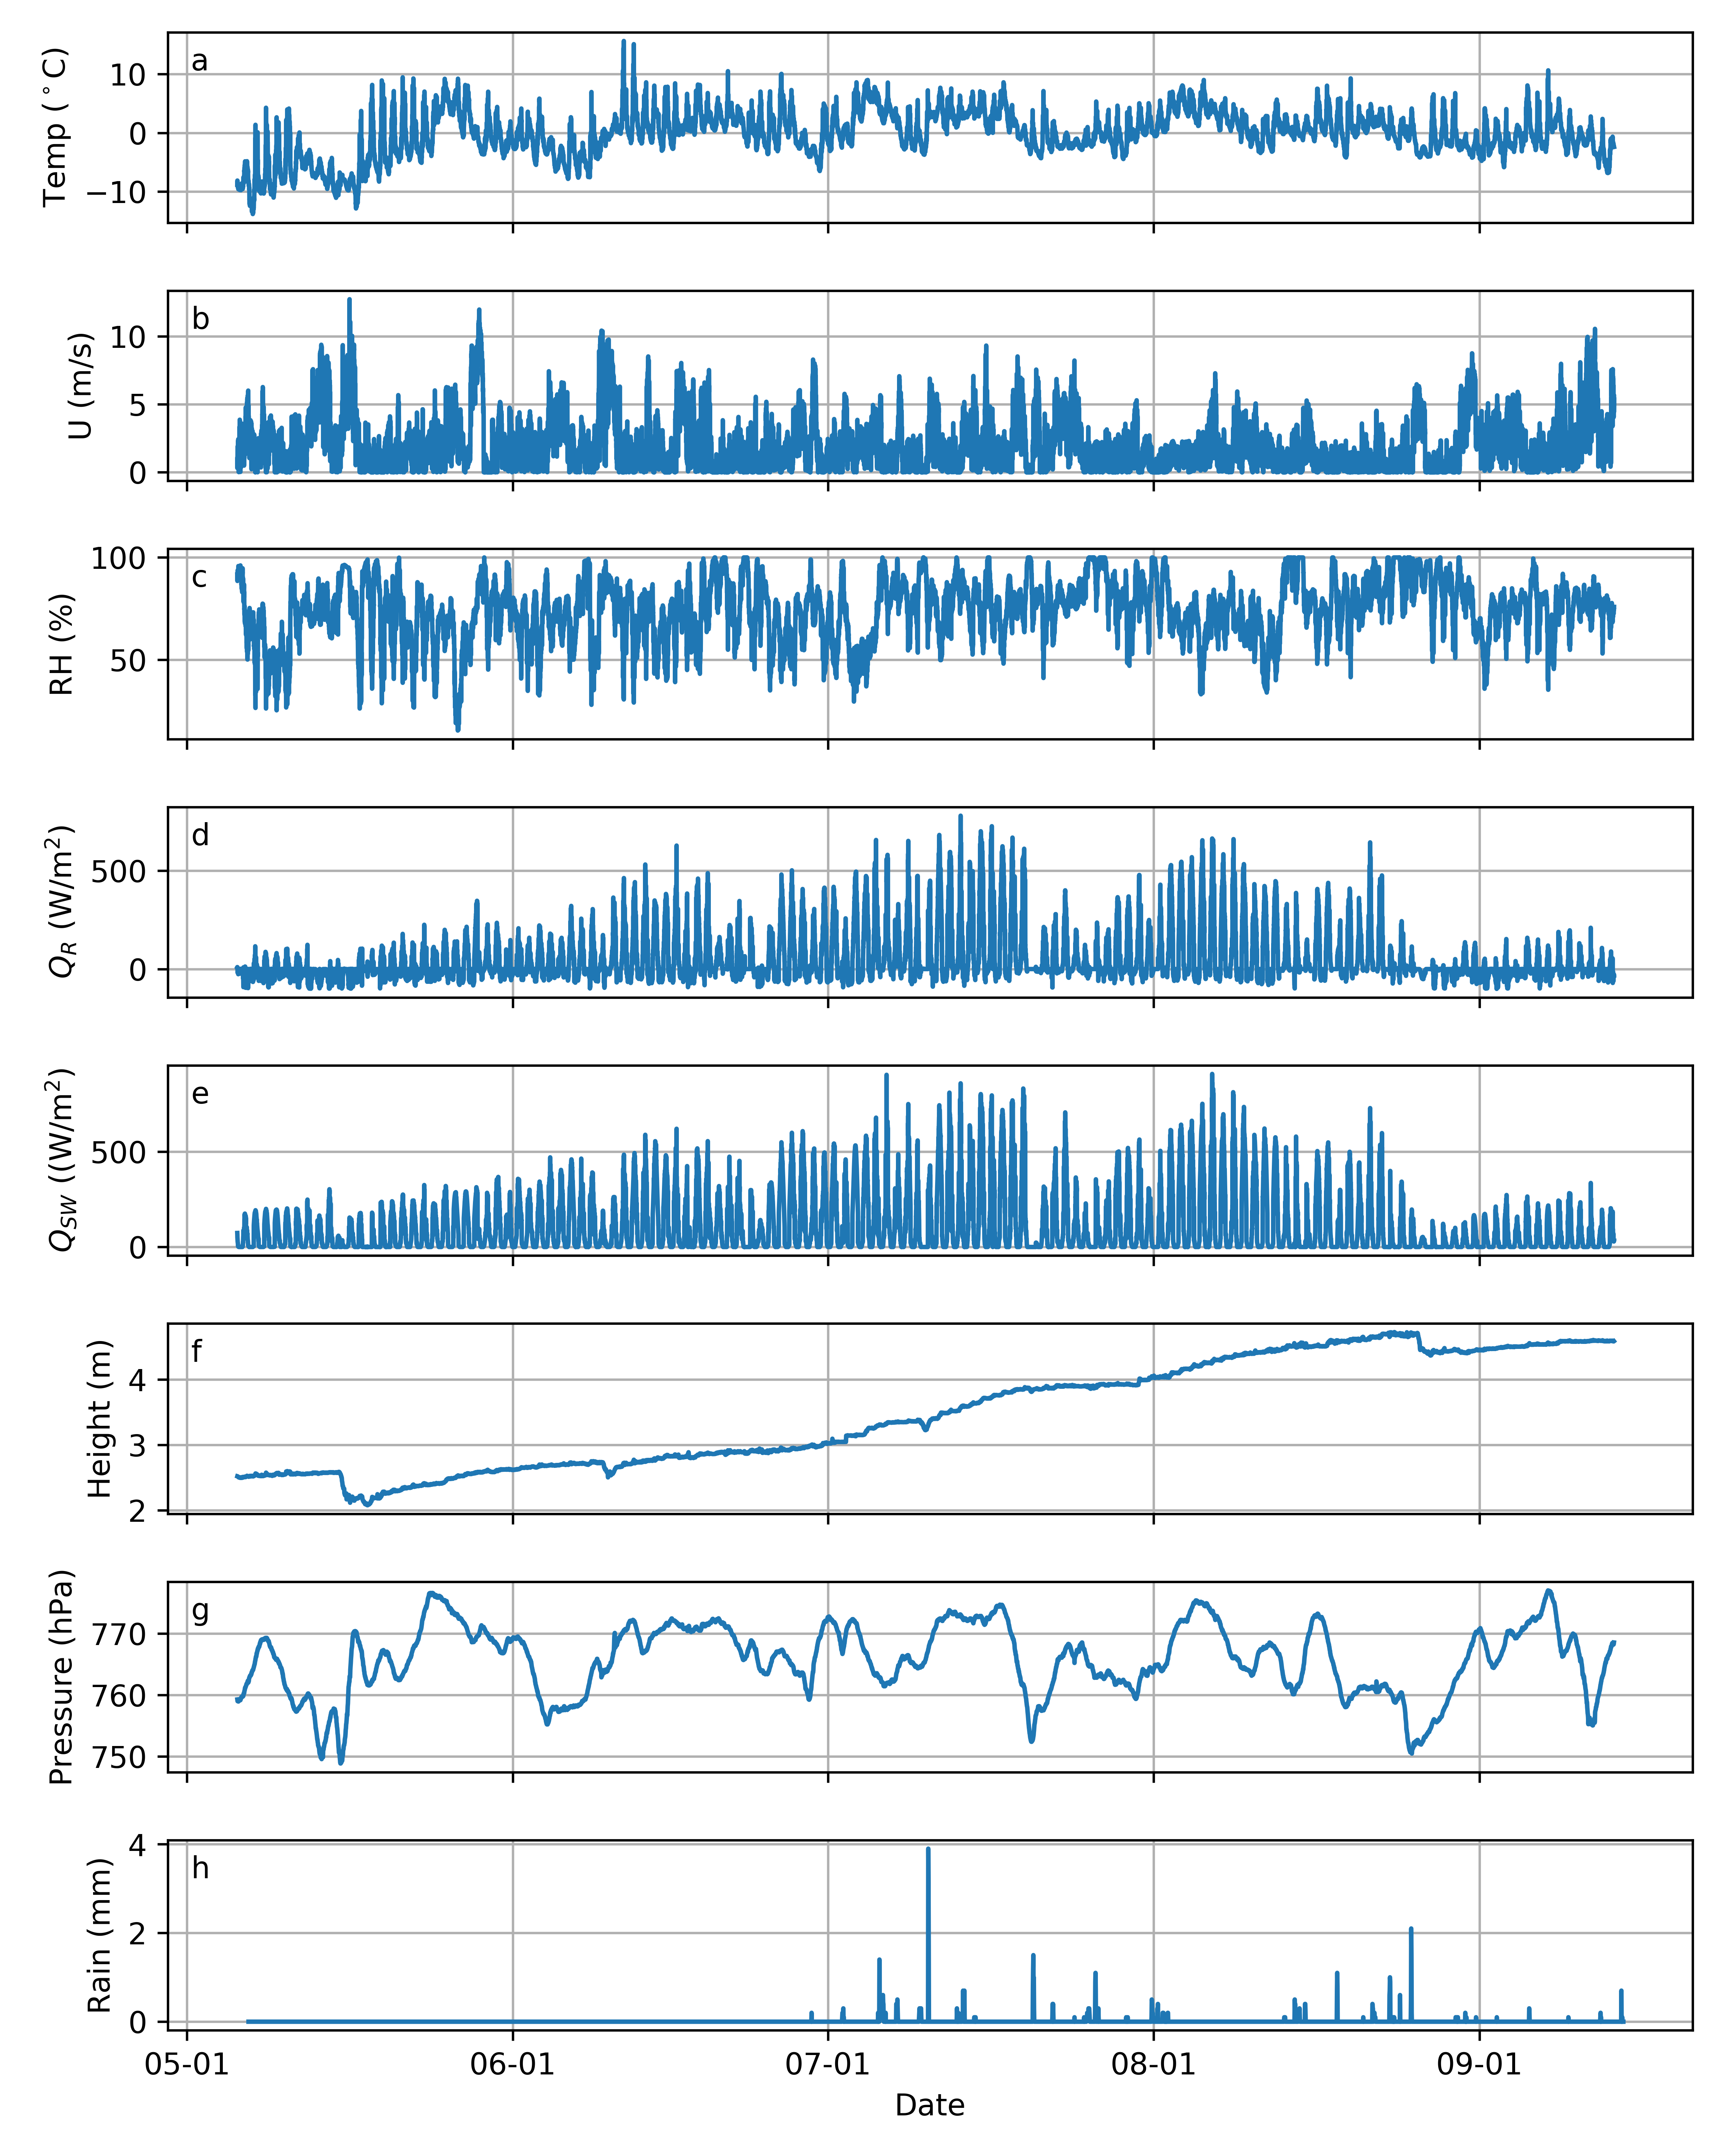 a
Temp (°C)
10
0
−10
b
U (m/s)
10
5
0
c
RH (%)
100
50
d
Q_R (W/m²)
500
0
e
Q_SW ((W/m²)
500
0
f
Height (m)
4
3
2
g
Pressure (hPa)
770
760
750
h
Rain (mm)
4
2
0
05-01 06-01 07-01 08-01 09-01
Date